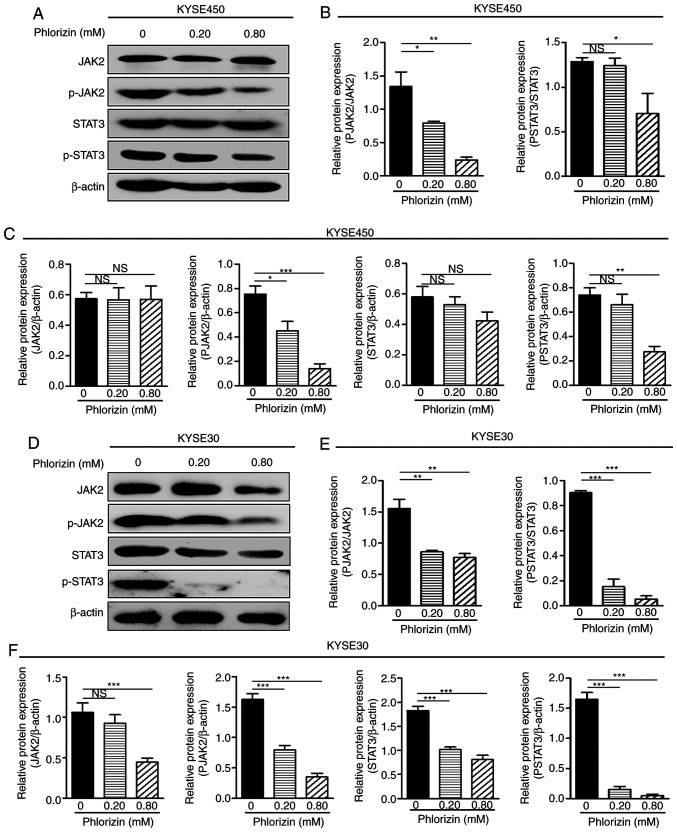 A
KYSE450
Phlorizin (mM) 0 0.20 0.80
JAK2
p-JAK2
STAT3
p-STAT3
β-actin
B
KYSE450
Relative protein expression
(PJAK2/JAK2)
2.0
1.5
1.0
0.5
0.0
**
*
0 0.20 0.80
Phlorizin (mM)
Relative protein expression
(PSTAT3/STAT3)
1.5
1.0
0.5
0.0
*
NS
0 0.20 0.80
Phlorizin (mM)
C
KYSE450
Relative protein expression
(JAK2/β-actin)
0.8
0.6
0.4
0.2
0.0
NS
NS
0 0.20 0.80
Phlorizin (mM)
Relative protein expression
(PJAK2/β-actin)
1.0
0.8
0.6
0.4
0.2
0.0
***
*
0 0.20 0.80
Phlorizin (mM)
Relative protein expression
(STAT3/β-actin)
0.8
0.6
0.4
0.2
0.0
NS
NS
0 0.20 0.80
Phlorizin (mM)
Relative protein expression
(PSTAT3/β-actin)
1.0
0.8
0.6
0.4
0.2
0.0
**
NS
0 0.20 0.80
Phlorizin (mM)
D
KYSE30
Phlorizin (mM) 0 0.20 0.80
JAK2
p-JAK2
STAT3
p-STAT3
β-actin
E
KYSE30
Relative protein expression
(PJAK2/JAK2)
2.0
1.5
1.0
0.5
0.0
**
**
0 0.20 0.80
Phlorizin (mM)
Relative protein expression
(PSTAT3/STAT3)
1.0
0.8
0.6
0.4
0.2
0.0
***
***
0 0.20 0.80
Phlorizin (mM)
F
KYSE30
Relative protein expression
(JAK2/β-actin)
1.5
1.0
0.5
0.0
***
NS
0 0.20 0.80
Phlorizin (mM)
Relative protein expression
(PJAK2/β-actin)
2.0
1.5
1.0
0.5
0.0
***
***
0 0.20 0.80
Phlorizin (mM)
Relative protein expression
(STAT3/β-actin)
2.5
2.0
1.5
1.0
0.5
0.0
***
***
0 0.20 0.80
Phlorizin (mM)
Relative protein expression
(PSTAT3/β-actin)
2.0
1.5
1.0
0.5
0.0
***
***
0 0.20 0.80
Phlorizin (mM)